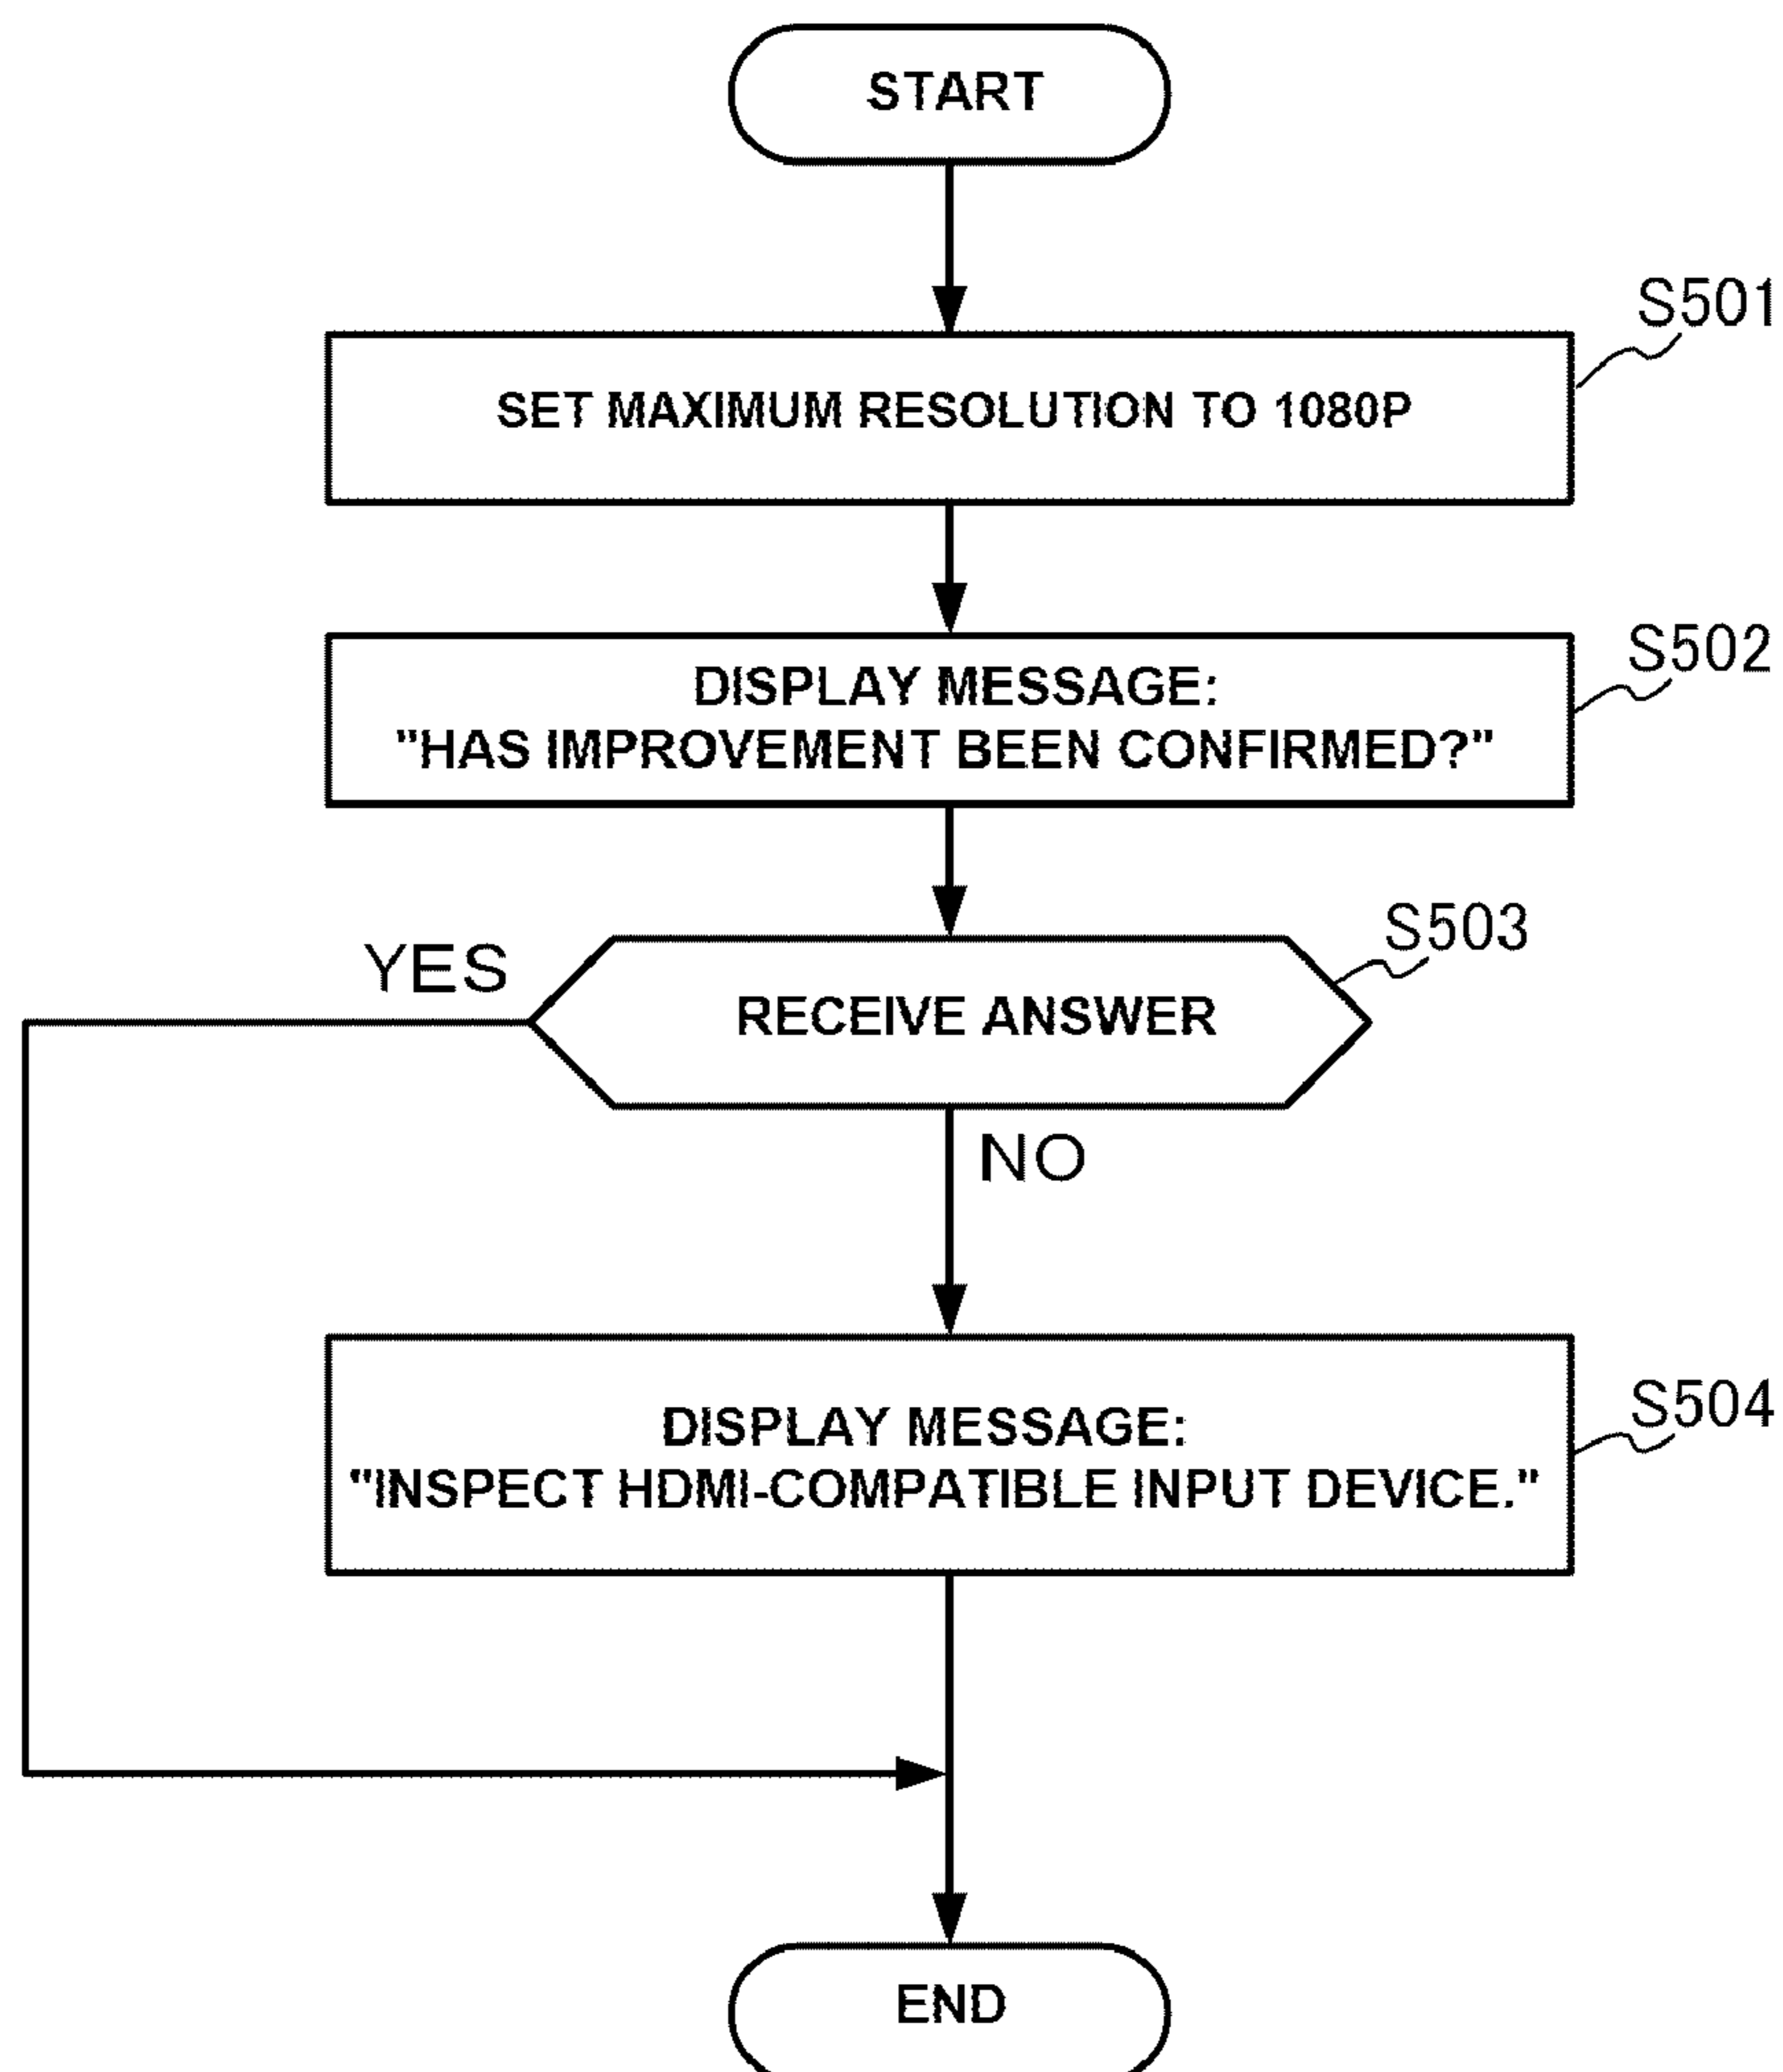 START
S501
SET MAXIMUM RESOLUTION TO 1080P
S502
DISPLAY MESSAGE:
"HAS IMPROVEMENT BEEN CONFIRMED?"
S503
YES
RECEIVE ANSWER
NO
S504
DISPLAY MESSAGE:
"INSPECT HDMI-COMPATIBLE INPUT DEVICE."
END